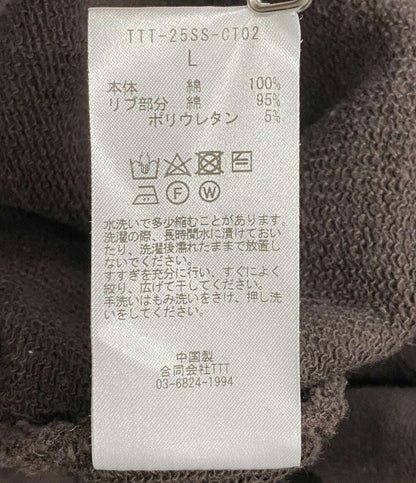 TTT-25SS-CT02
L
本体 綿 100%
リブ部分 綿 95%
ポリウレタン 5%
F W
水洗いで多少縮むことがあります。
洗濯の際、長時間水に漬けておい
たり、洗濯後濡れたままで放置し
ないでください。
すすぎを充分に行い、すぐによく
絞り、広げて干してください。
手洗いはもみ洗いをさけ、押し洗
いをしてください。
中国製
合同会社TTT
03-6824-1994